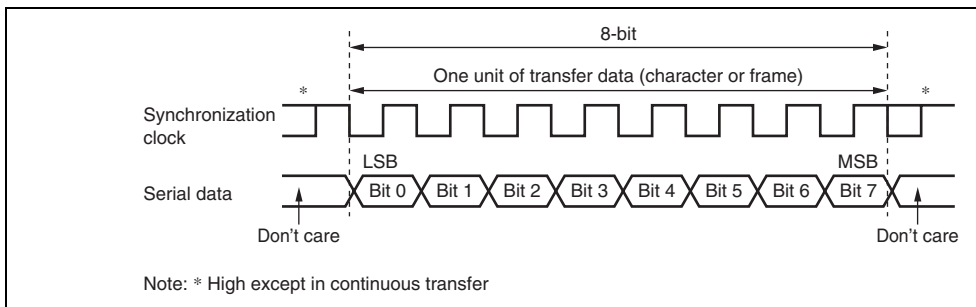 8-bit
One unit of transfer data (character or frame)
*
*
Synchronization
clock
LSB
MSB
Serial data
Bit 0
Bit 1
Bit 2
Bit 3
Bit 4
Bit 5
Bit 6
Bit 7
Don't care
Don't care
Note: * High except in continuous transfer